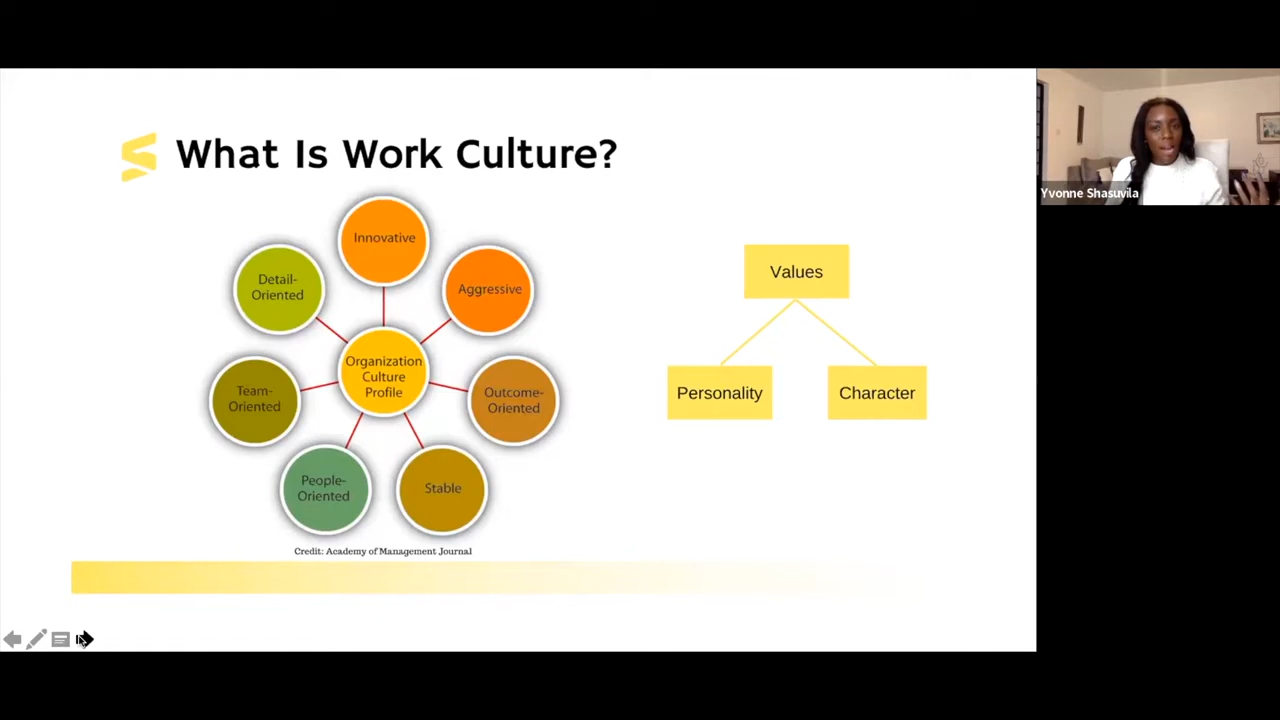 What Is Work Culture?
Yvonne Shasuvila
Innovative
Detail-
Oriented
Aggressive
Organization
Culture
Profile
Team-
Oriented
Outcome-
Oriented
People-
Oriented
Stable
Credit: Academy of Management Journal
Values
Personality
Character